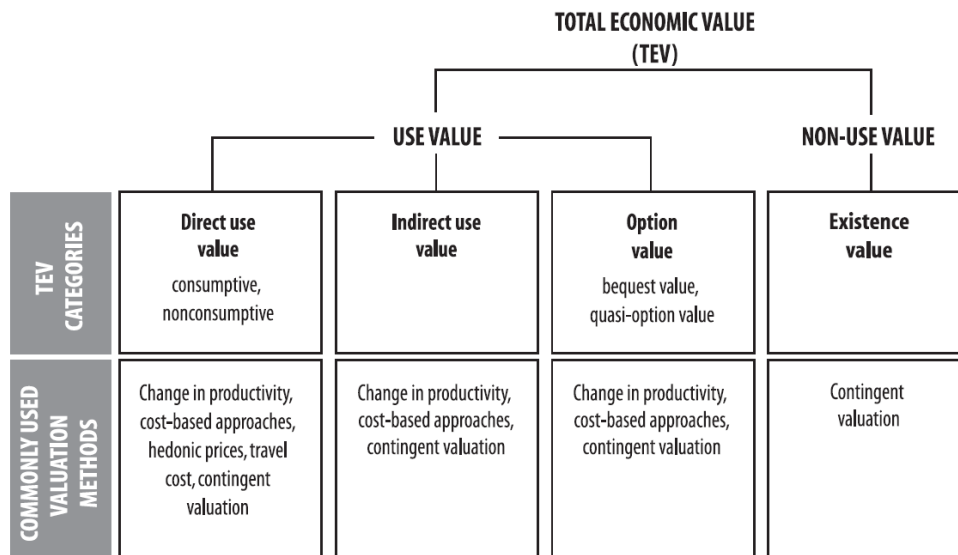 TOTAL ECONOMIC VALUE
(TEV)
USE VALUE
NON-USE VALUE
TEV
CATEGORIES
Direct use
value
consumptive,
nonconsumptive
Indirect use
value
Option
value
bequest value,
quasi-option value
Existence
value
COMMONLY USED
VALUATION
METHODS
Change in productivity,
cost-based approaches,
hedonic prices, travel
cost, contingent
valuation
Change in productivity,
cost-based approaches,
contingent valuation
Change in productivity,
cost-based approaches,
contingent valuation
Contingent
valuation